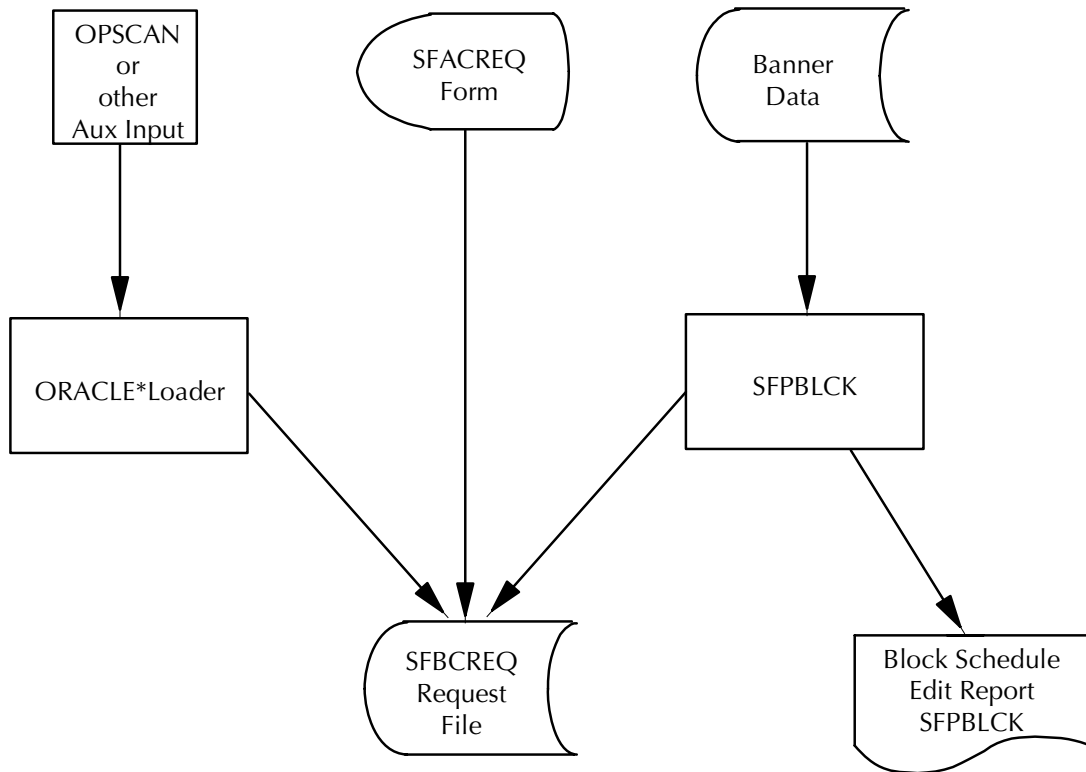 OPSCAN
or
other
Aux Input
SFACREQ
Form
Banner
Data
ORACLE*Loader
SFPBLCK
SFBCREQ
Request
File
Block Schedule
Edit Report
SFPBLCK